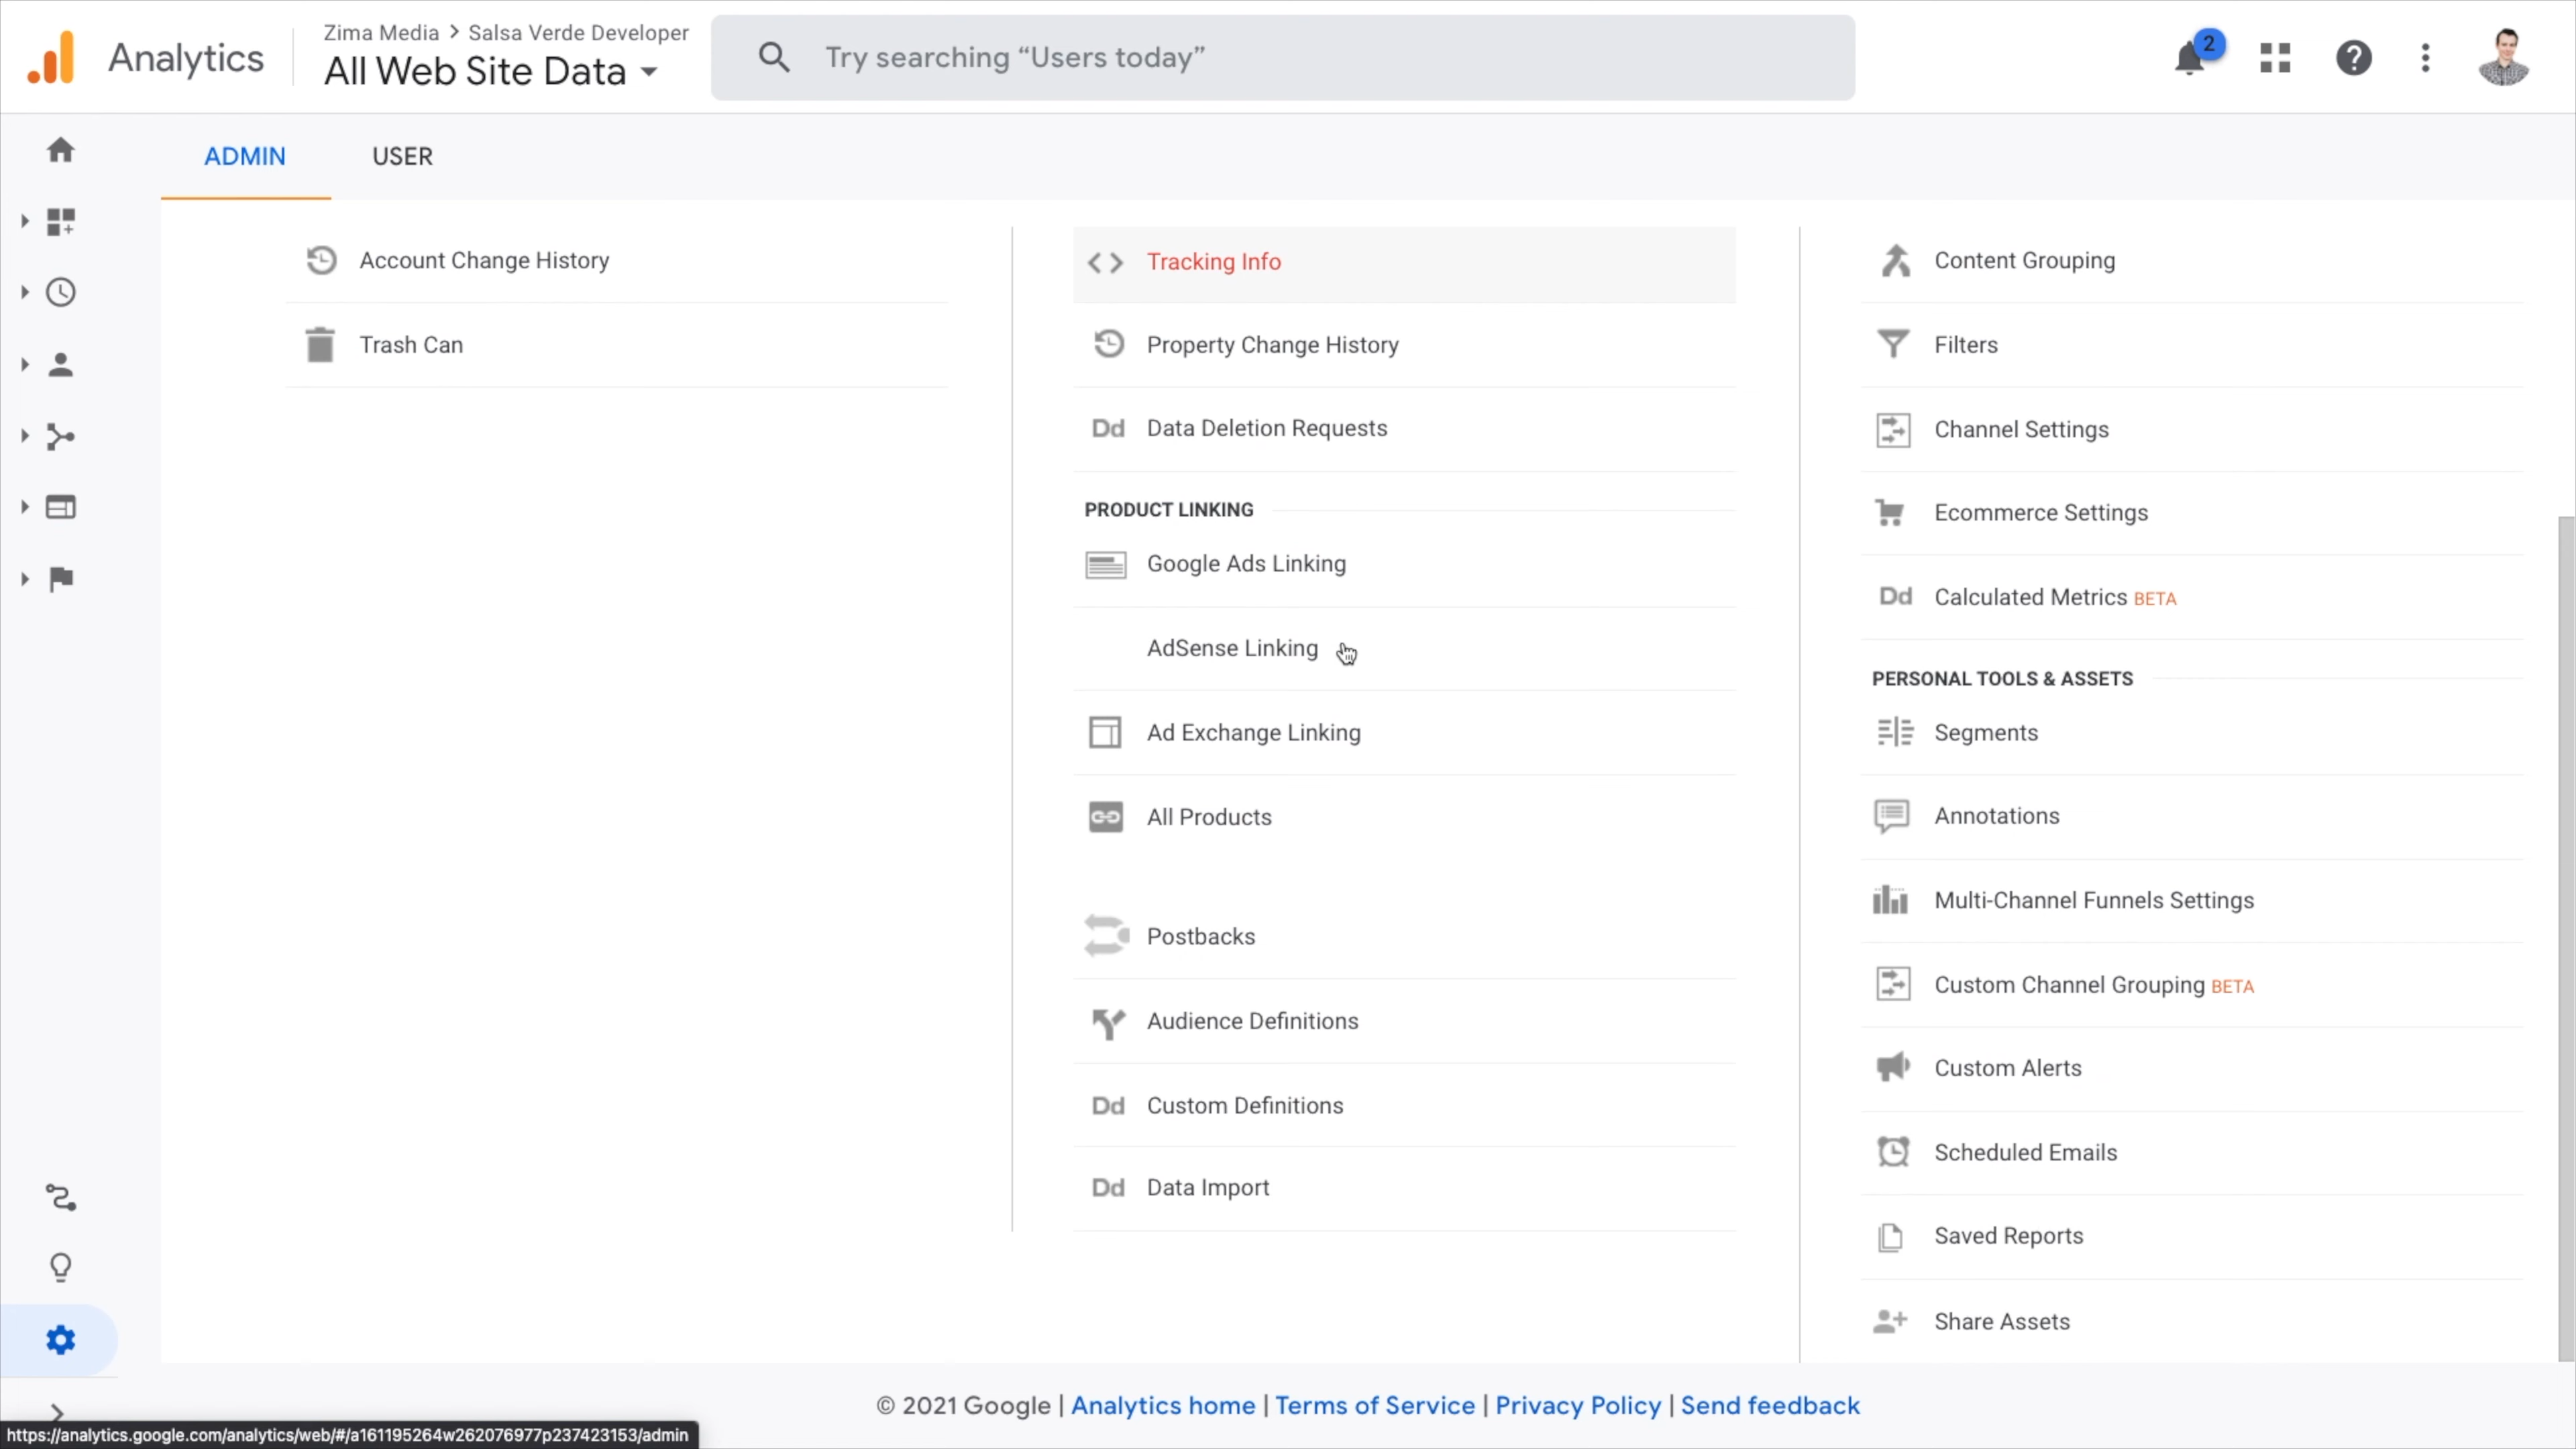 Analytics
Zima Media > Salsa Verde Developer
All Web Site Data
Try searching “Users today”
2
ADMIN
USER
Account Change History
Trash Can
Tracking Info
Property Change History
Dd Data Deletion Requests
PRODUCT LINKING
Google Ads Linking
AdSense Linking
Ad Exchange Linking
All Products
Postbacks
Audience Definitions
Dd Custom Definitions
Dd Data Import
Content Grouping
Filters
Channel Settings
Ecommerce Settings
Dd Calculated Metrics BETA
PERSONAL TOOLS & ASSETS
Segments
Annotations
Multi-Channel Funnels Settings
Custom Channel Grouping BETA
Custom Alerts
Scheduled Emails
Saved Reports
Share Assets
© 2021 Google | Analytics home | Terms of Service | Privacy Policy | Send feedback
https://analytics.google.com/analytics/web/#/a161195264w262076977p237423153/admin